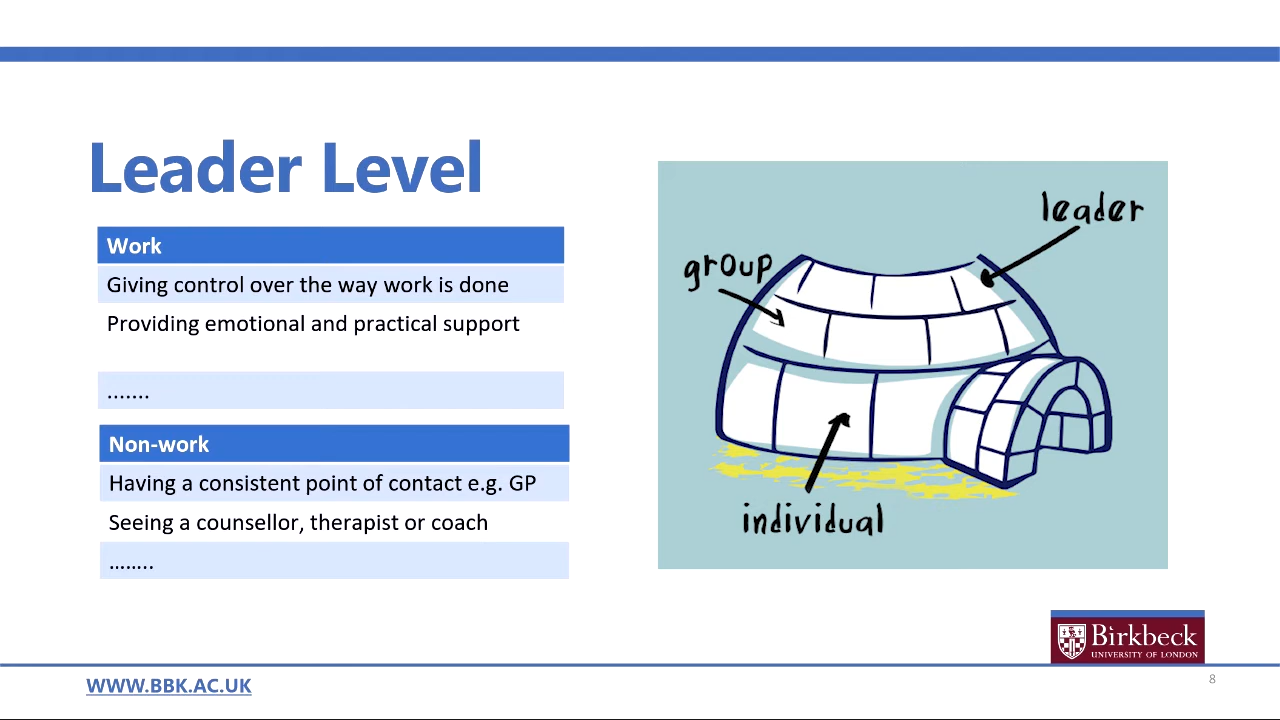 Leader Level
Work
Giving control over the way work is done
Providing emotional and practical support
.......
Non-work
Having a consistent point of contact e.g. GP
Seeing a counsellor, therapist or coach
........
leader
group
individual
Birkbeck
UNIVERSITY OF LONDON
WWW.BBK.AC.UK
8